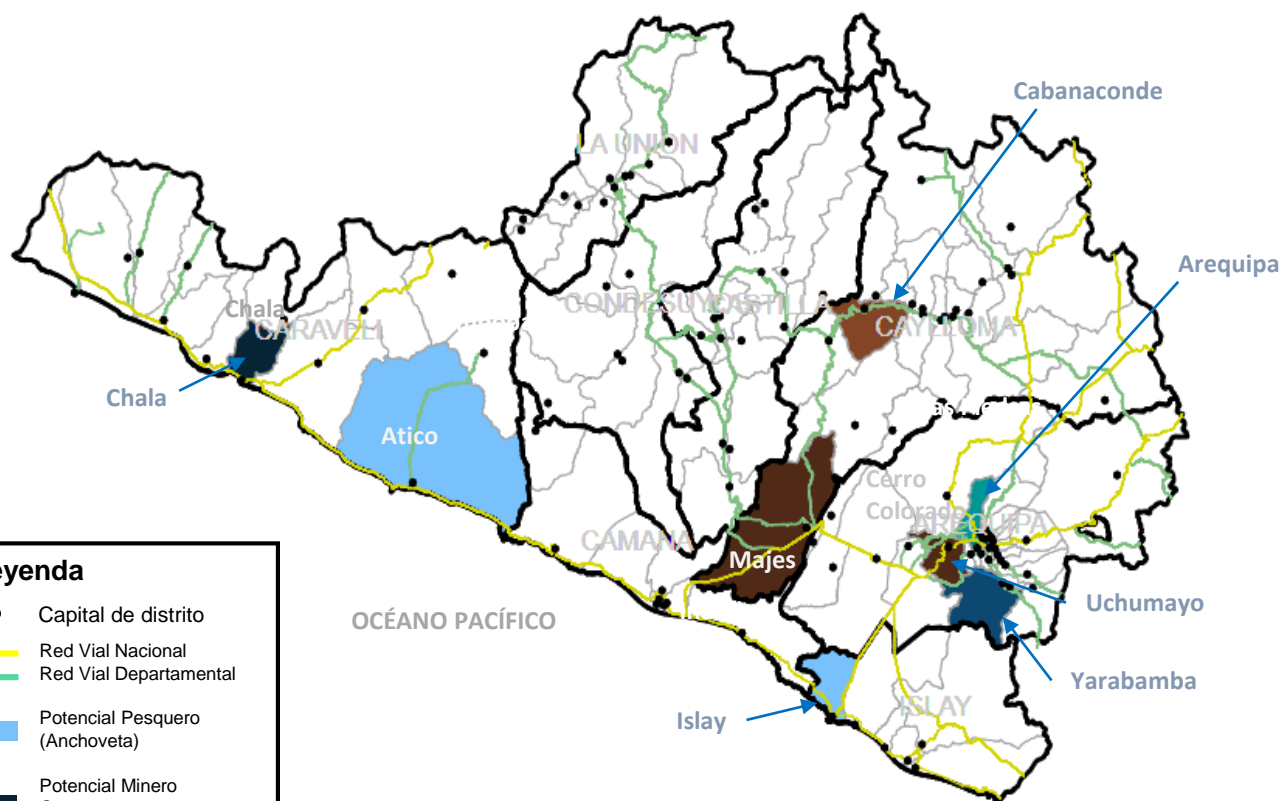 Cabanaconde
LA UNION
Arequipa
Chala
CARAVELI
CONDESUYOS
CASTILLA
CAYLLOMA
Chala
Atico
Cerro
Colorado
AREQUIPA
CAMANA
Majes
OCÉANO PACÍFICO
Uchumayo
Yarabamba
Islay
ISLAY
eyenda
Capital de distrito
Red Vial Nacional
Red Vial Departamental
Potencial Pesquero
(Anchoveta)
Potencial Minero